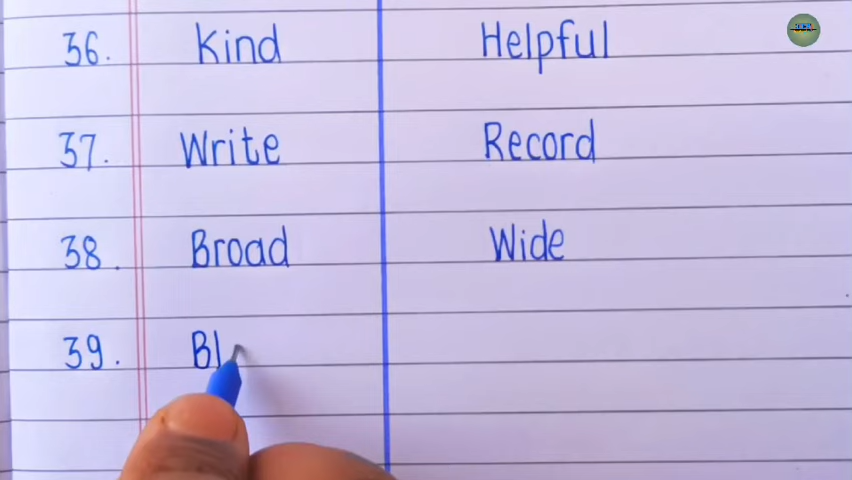 36. Kind Helpful
37. Write Record
38. Broad Wide
39. Bl